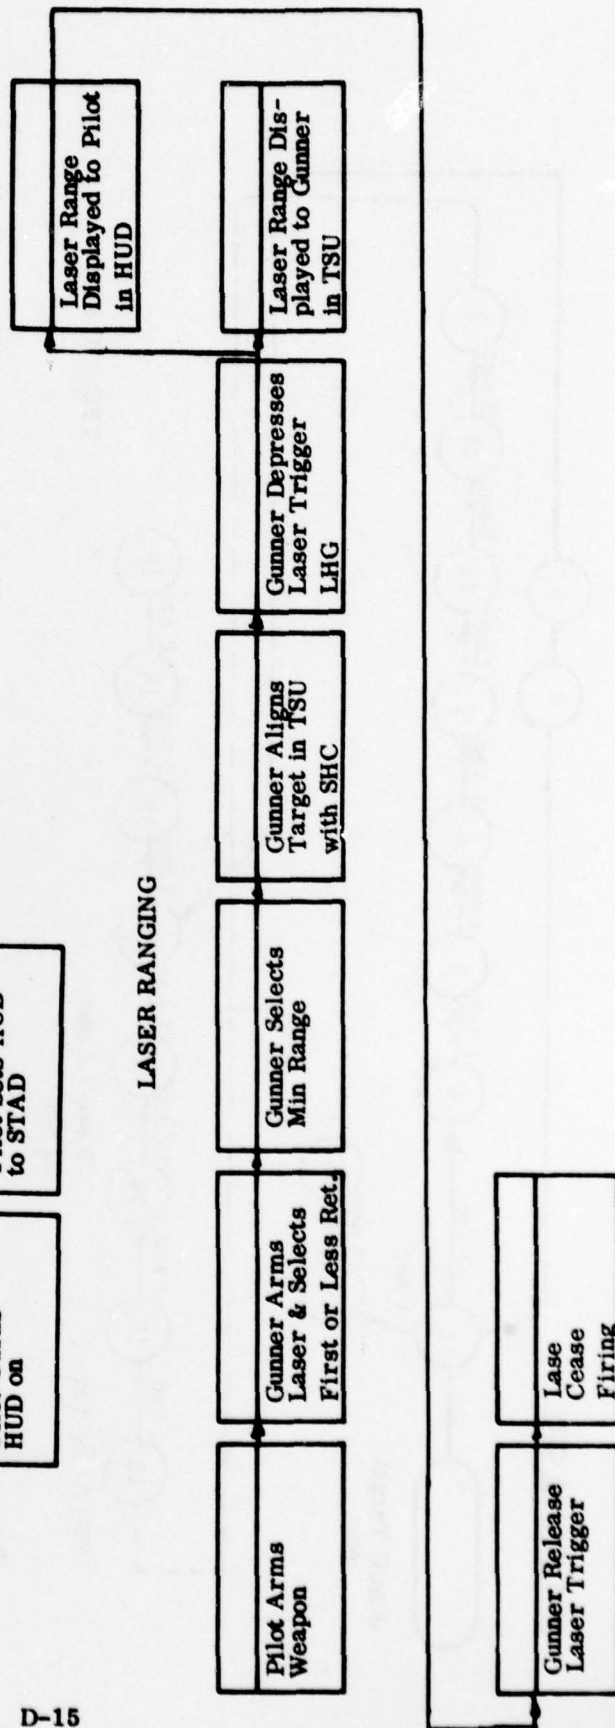 HUD on
to STAD
LASER RANGING
Pilot Arms
Weapon
Gunner Arms
Laser & Selects
First or Less Ret.
Gunner Selects
Min Range
Gunner Aligns
Target in TSU
with SHC
Gunner Depresses
Laser Trigger
LHG
Laser Range
Displayed to Pilot
in HUD
Laser Range Dis-
played to Gunner
in TSU
Gunner Release
Laser Trigger
Lase
Cease
Firing
D-15